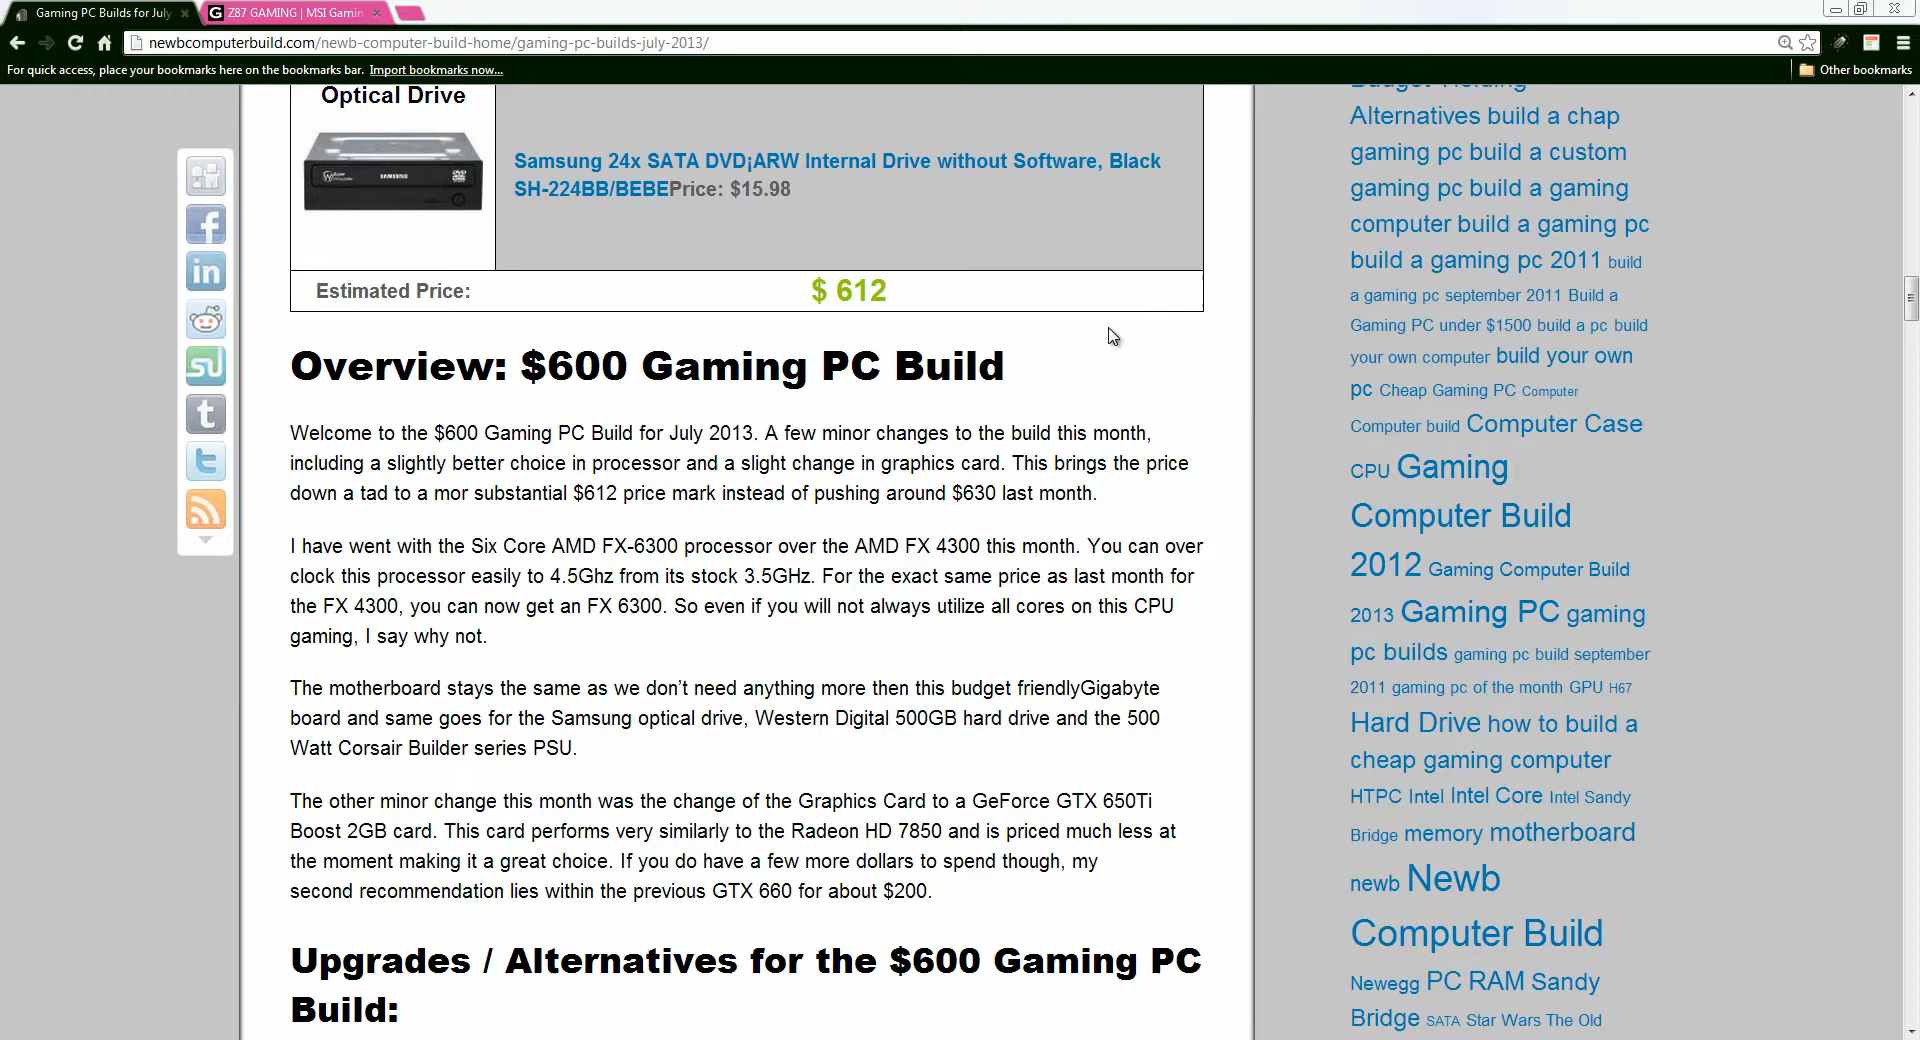 Gaming PC Builds for July
Z87 GAMING | MSI Gamin
newbcomputerbuild.com/newb-computer-build-home/gaming-pc-builds-july-2013/
For quick access, place your bookmarks here on the bookmarks bar. Import bookmarks now...
Other bookmarks
Optical Drive
SAMSUNG
Samsung 24x SATA DVD¡ARW Internal Drive without Software, Black
SH-224BB/BEBEPrice: $15.98
Estimated Price:
$ 612
Overview: $600 Gaming PC Build
Welcome to the $600 Gaming PC Build for July 2013. A few minor changes to the build this month,
including a slightly better choice in processor and a slight change in graphics card. This brings the price
down a tad to a mor substantial $612 price mark instead of pushing around $630 last month.
I have went with the Six Core AMD FX-6300 processor over the AMD FX 4300 this month. You can over
clock this processor easily to 4.5Ghz from its stock 3.5GHz. For the exact same price as last month for
the FX 4300, you can now get an FX 6300. So even if you will not always utilize all cores on this CPU
gaming, I say why not.
The motherboard stays the same as we don’t need anything more then this budget friendlyGigabyte
board and same goes for the Samsung optical drive, Western Digital 500GB hard drive and the 500
Watt Corsair Builder series PSU.
The other minor change this month was the change of the Graphics Card to a GeForce GTX 650Ti
Boost 2GB card. This card performs very similarly to the Radeon HD 7850 and is priced much less at
the moment making it a great choice. If you do have a few more dollars to spend though, my
second recommendation lies within the previous GTX 660 for about $200.
Upgrades / Alternatives for the $600 Gaming PC
Build:
Alternatives build a chap
gaming pc build a custom
gaming pc build a gaming
computer build a gaming pc
build a gaming pc 2011 build
a gaming pc september 2011 Build a
Gaming PC under $1500 build a pc build
your own computer build your own
pc Cheap Gaming PC Computer
Computer build Computer Case
CPU Gaming
Computer Build
2012 Gaming Computer Build
2013 Gaming PC gaming
pc builds gaming pc build september
2011 gaming pc of the month GPU H67
Hard Drive how to build a
cheap gaming computer
HTPC Intel Intel Core Intel Sandy
Bridge memory motherboard
newb Newb
Computer Build
Newegg PC RAM Sandy
Bridge SATA Star Wars The Old